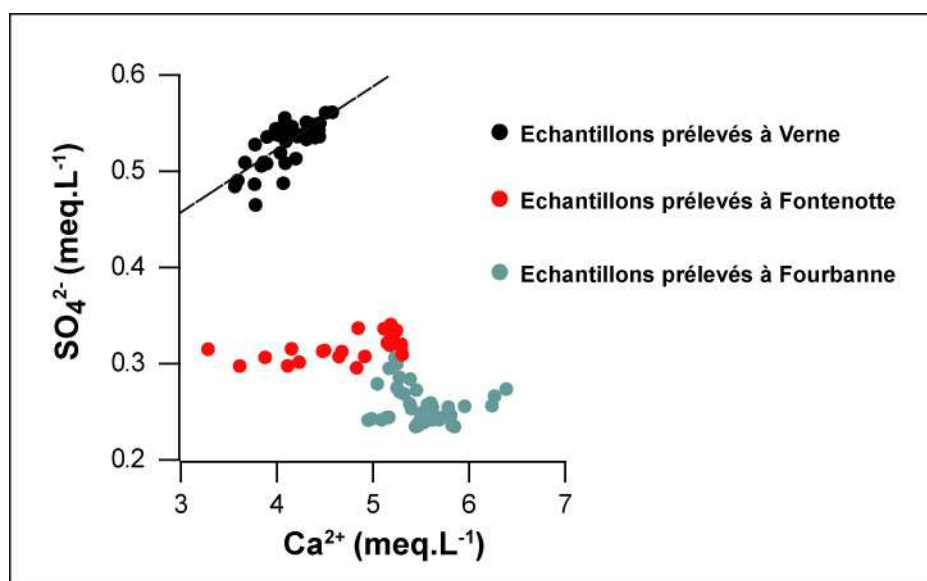 0.6
0.5
0.4
0.3
0.2
SO₄²⁻ (meq.L⁻¹)
3 4 5 6 7
Ca²⁺ (meq.L⁻¹)
Echantillons prélevés à Verne
Echantillons prélevés à Fontenotte
Echantillons prélevés à Fourbanne